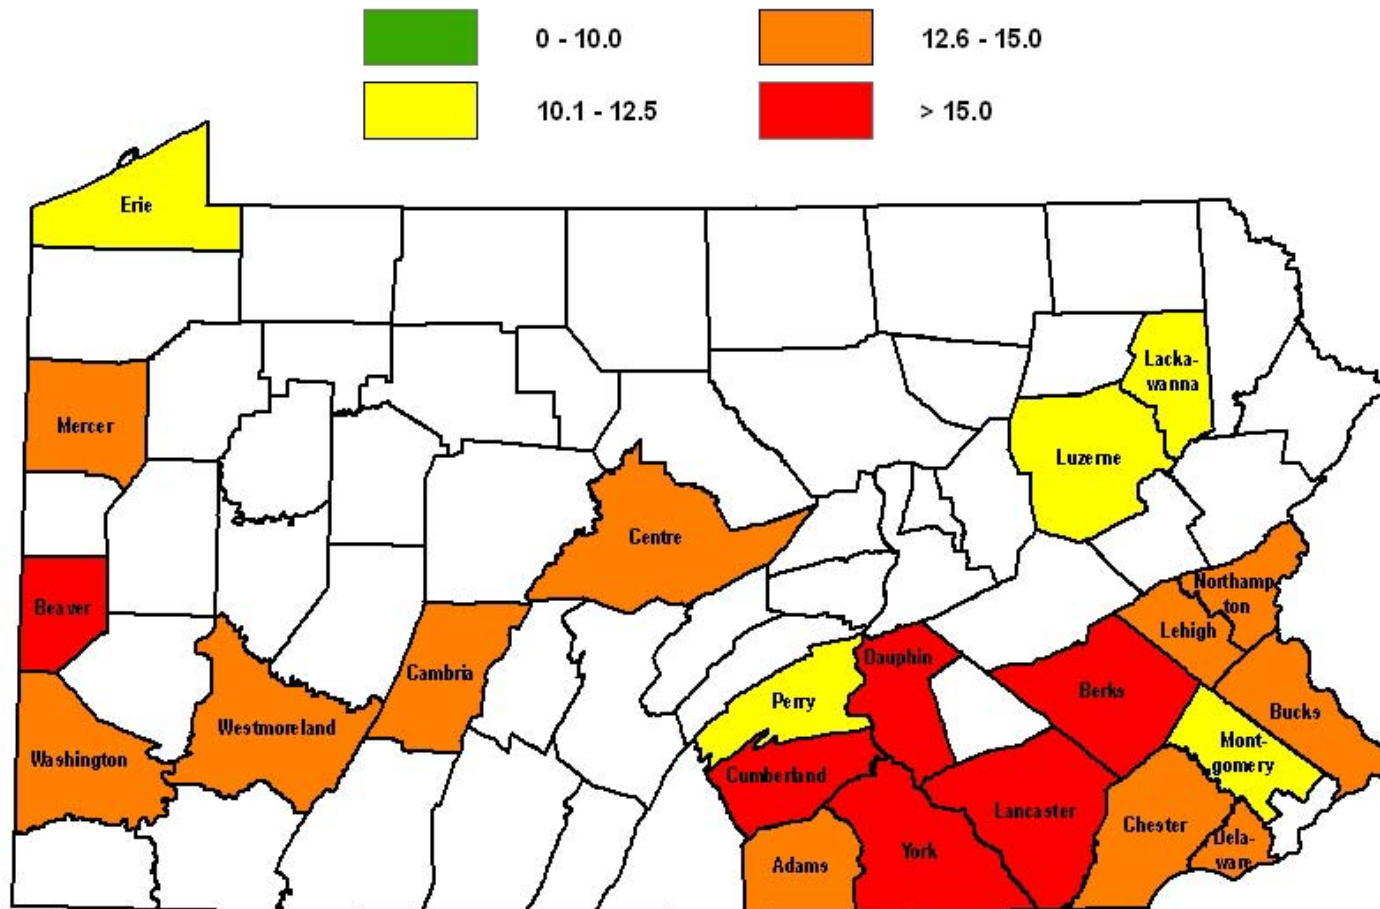 0 - 10.0
12.6 - 15.0
10.1 - 12.5
> 15.0
Erie
Lacka-
wanna
Mercer
Luzerne
Centre
Beaver
Northamp
ton
Lehigh
Dauphin
Cambria
Berks
Perry
Bucks
Westmoreland
Mont-
gomery
Washington
Cumberland
Lancaster
Chester
Dela-
ware
York
Adams